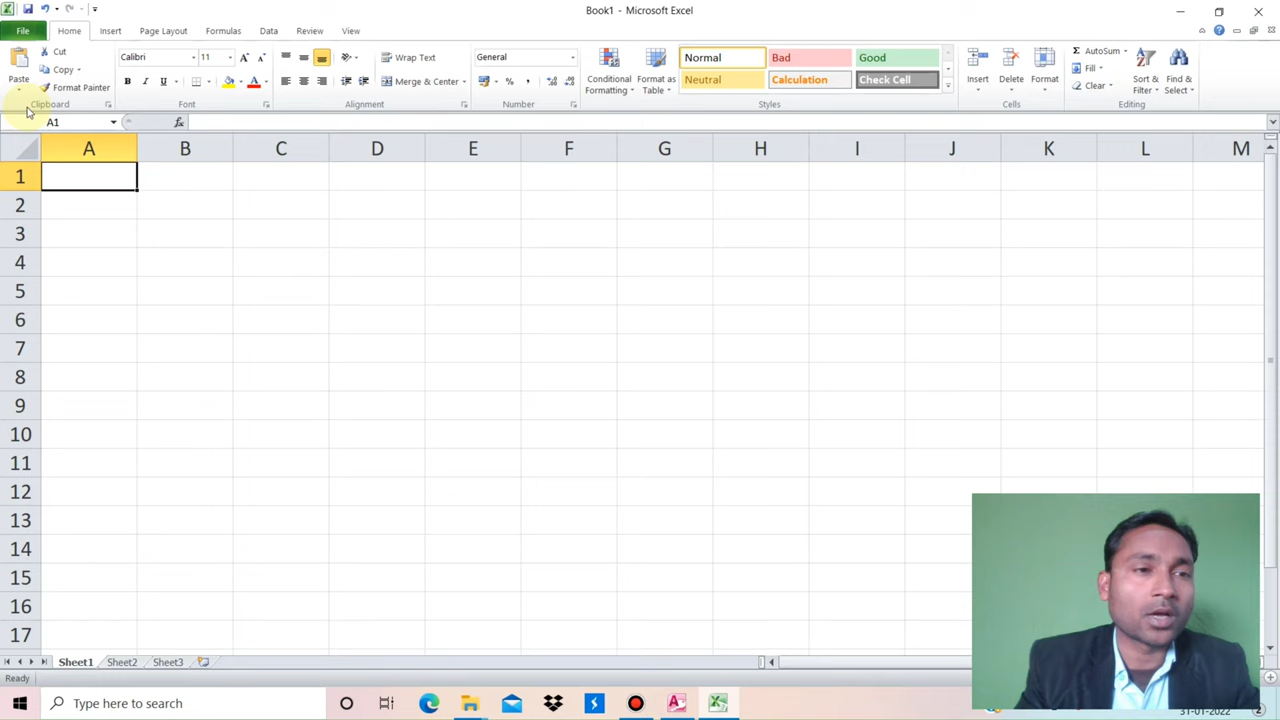 Book1 - Microsoft Excel
File Home Insert Page Layout Formulas Data Review View
Paste
Cut
Copy
Format Painter
Clipboard
Calibri 11
B I U A
Font
Wrap Text
Merge & Center
Alignment
General
% ,
Number
Conditional Formatting
Format as Table
Normal Bad Good
Neutral Calculation Check Cell
Styles
Insert Delete Format
Cells
AutoSum
Fill
Clear
Sort & Filter
Find & Select
Editing
A1 fx
A B C D E F G H I J K L M
1
2
3
4
5
6
7
8
9
10
11
12
13
14
15
16
17
Sheet1 Sheet2 Sheet3
Ready
Type here to search
31-01-2022
2